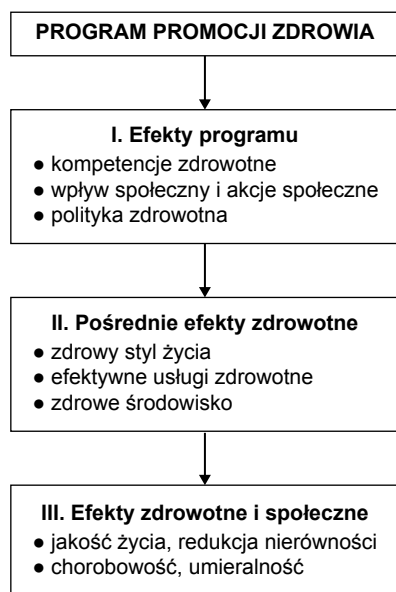 PROGRAM PROMOCJI ZDROWIA
I. Efekty programu
● kompetencje zdrowotne
● wpływ społeczny i akcje społeczne
● polityka zdrowotna
II. Pośrednie efekty zdrowotne
● zdrowy styl życia
● efektywne usługi zdrowotne
● zdrowe środowisko
III. Efekty zdrowotne i społeczne
● jakość życia, redukcja nierówności
● chorobowość, umieralność